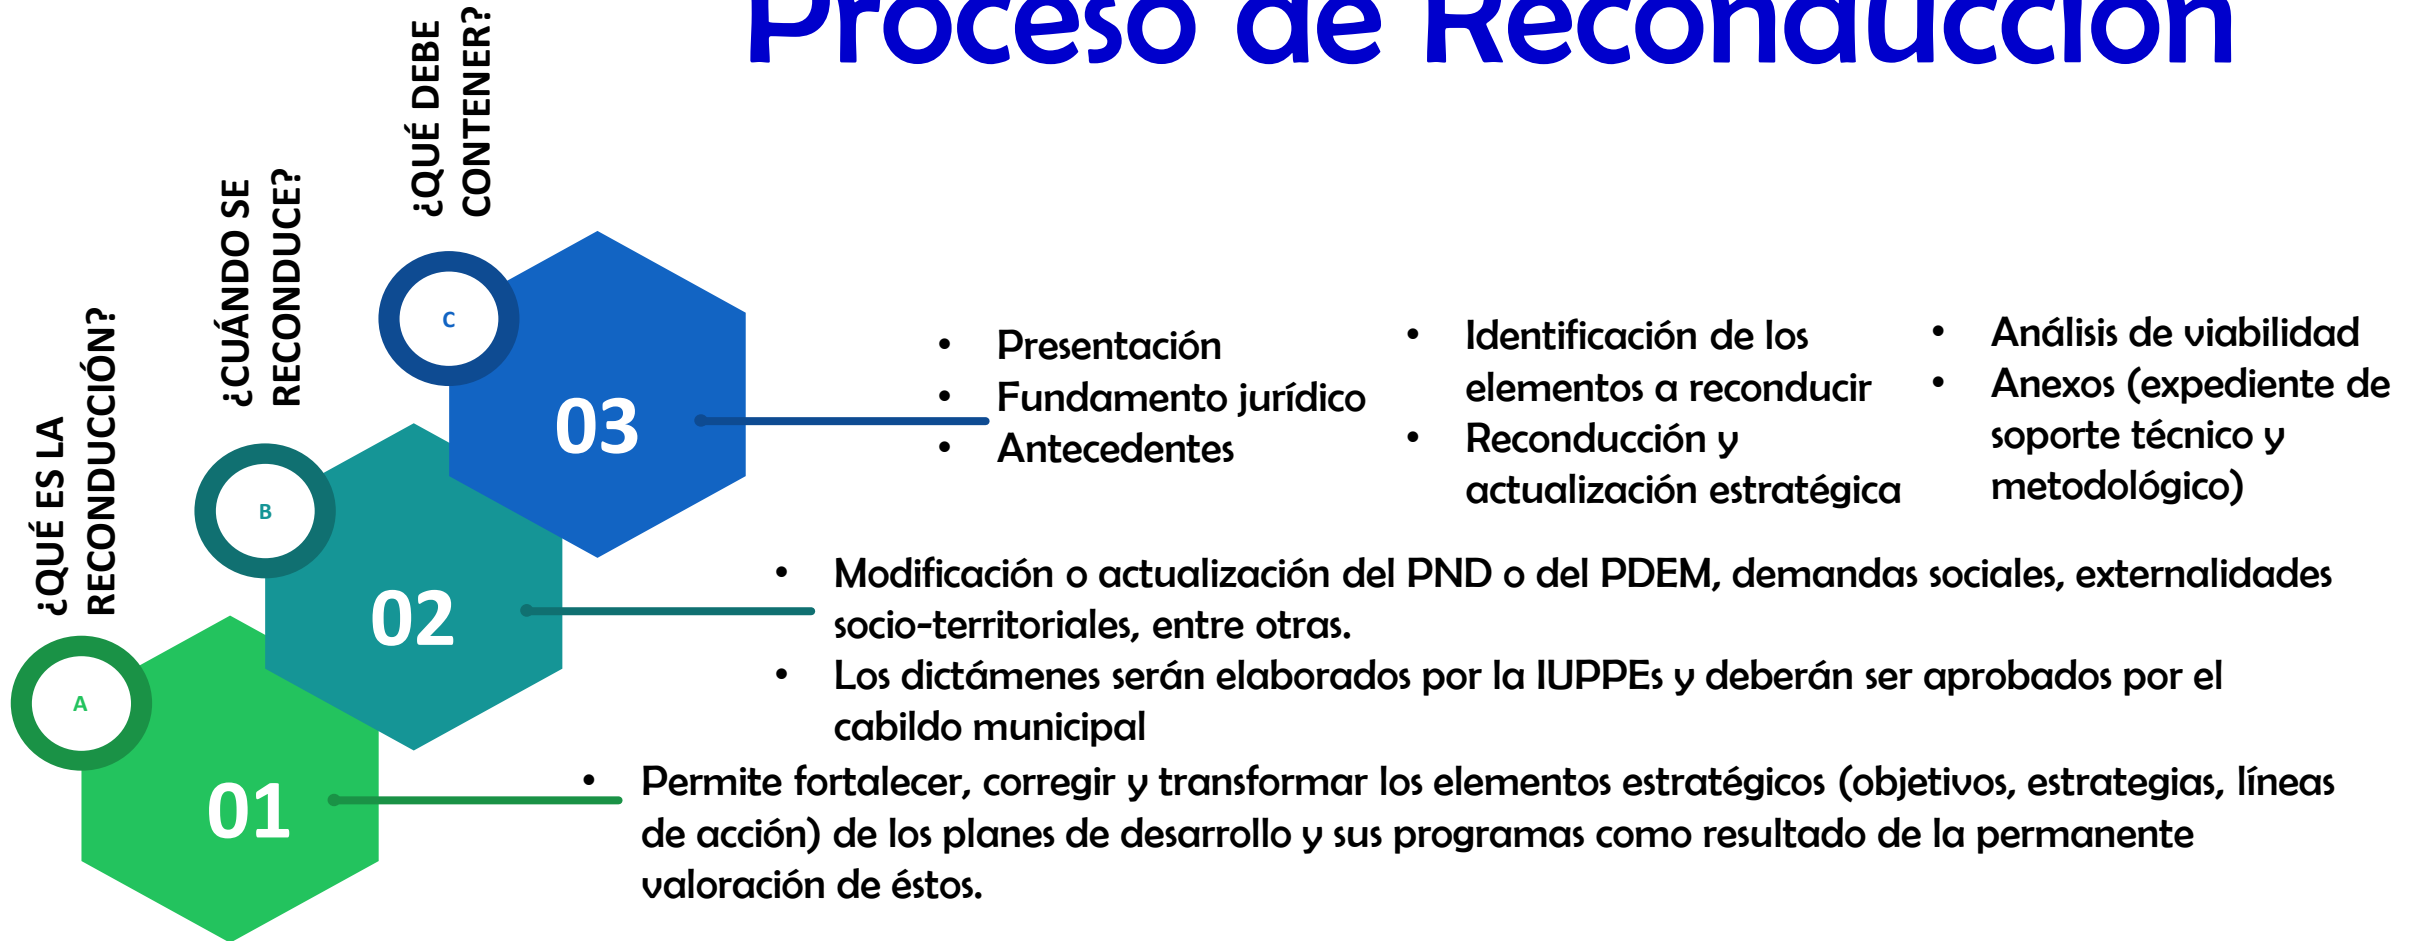 Proceso de Reconducción
¿QUÉ DEBE
CONTENER?
¿CUÁNDO SE
RECONDUCE?
¿QUÉ ES LA
RECONDUCCIÓN?
C
03
• Presentación
• Fundamento jurídico
• Antecedentes
• Identificación de los
elementos a reconducir
• Reconducción y
actualización estratégica
• Análisis de viabilidad
• Anexos (expediente de
soporte técnico y
metodológico)
B
02
• Modificación o actualización del PND o del PDEM, demandas sociales, externalidades
socio-territoriales, entre otras.
• Los dictámenes serán elaborados por la IUPPEs y deberán ser aprobados por el
cabildo municipal
A
01
• Permite fortalecer, corregir y transformar los elementos estratégicos (objetivos, estrategias, líneas
de acción) de los planes de desarrollo y sus programas como resultado de la permanente
valoración de éstos.